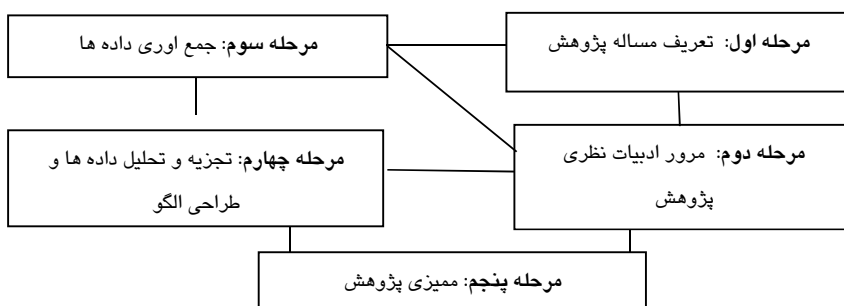 مرحله اول: تعریف مساله پژوهش
مرحله سوم: جمع اوری داده ها
مرحله دوم: مرور ادبیات نظری
پژوهش
مرحله چهارم: تجزیه و تحلیل داده ها و
طراحی الگو
مرحله پنجم: ممیزی پژوهش